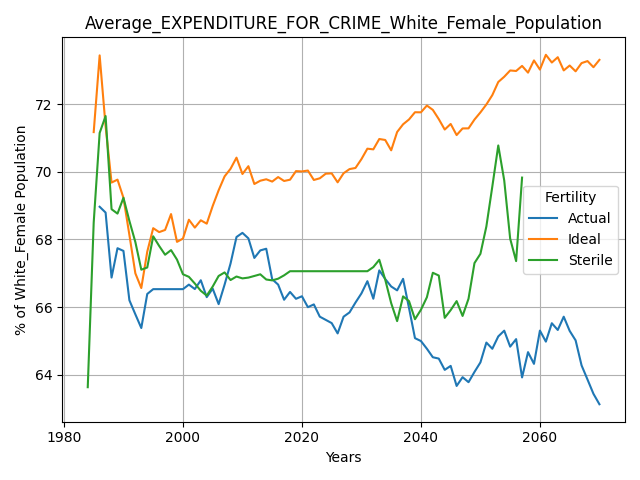 Average_EXPENDITURE_FOR_CRIME_White_Female_Population
% of White_Female Population
72
70
68
66
64
Fertility
Actual
Ideal
Sterile
1980
2000
2020
2040
2060
Years